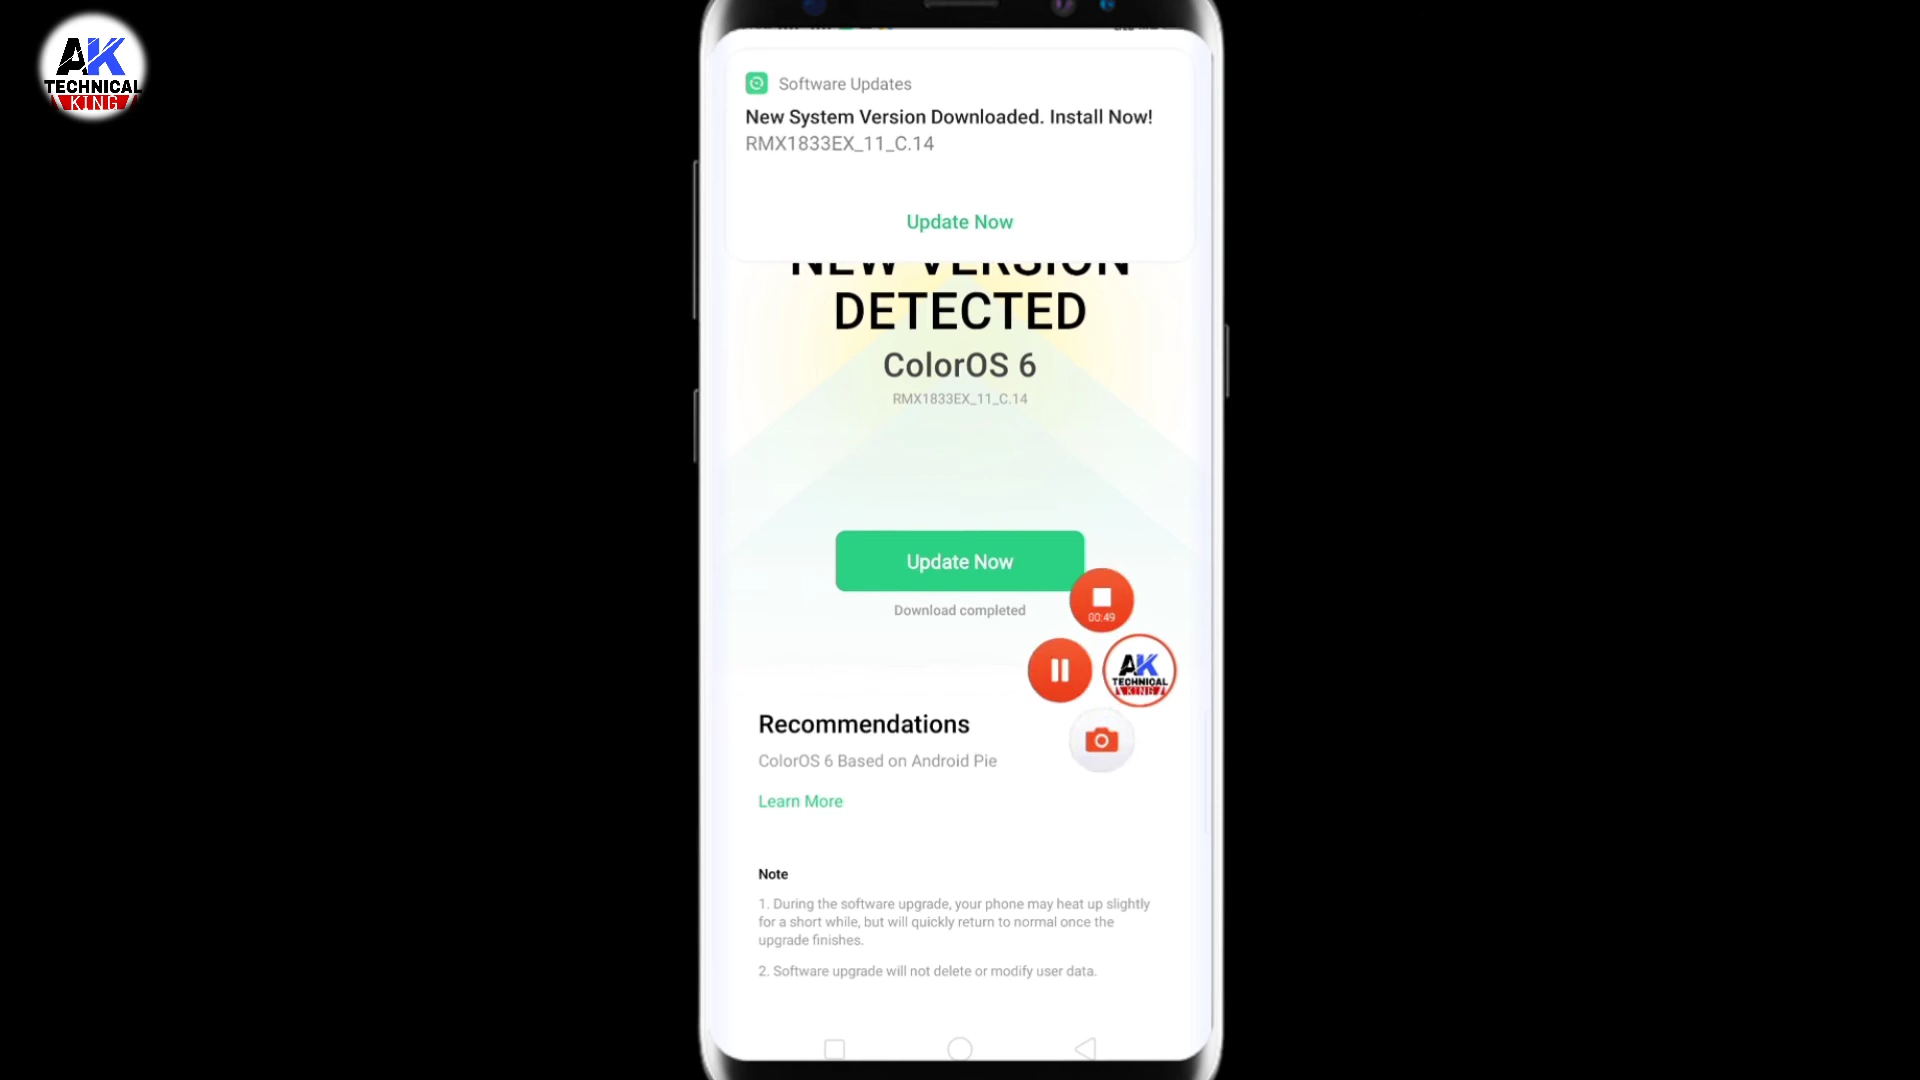 AK
TECHNICAL
KING
Software Updates
New System Version Downloaded. Install Now!
RMX1833EX_11_C.14
Update Now
NEW VERSION
DETECTED
ColorOS 6
RMX1833EX_11_C.14
Update Now
Download completed
00:49
AK
TECHNICAL
KING
Recommendations
ColorOS 6 Based on Android Pie
Learn More
Note
1. During the software upgrade, your phone may heat up slightly
for a short while, but will quickly return to normal once the
upgrade finishes.
2. Software upgrade will not delete or modify user data.